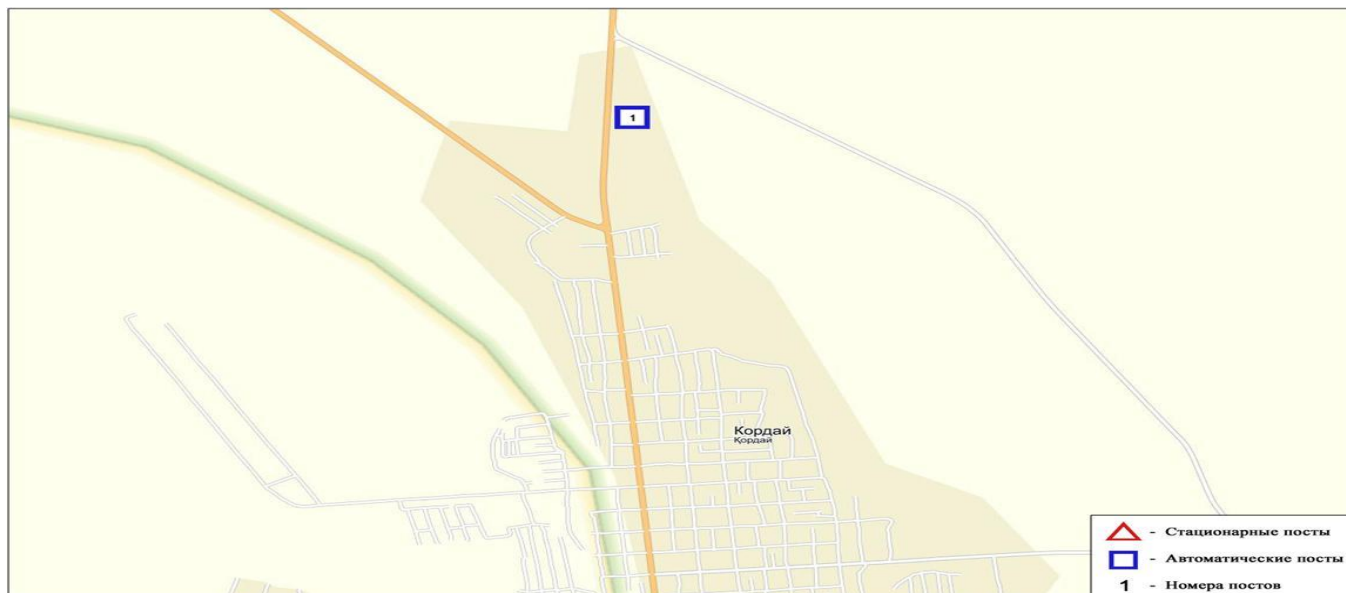 1
Кордай
Қордай
- Стационарные посты
- Автоматические посты
1 - Номера постов